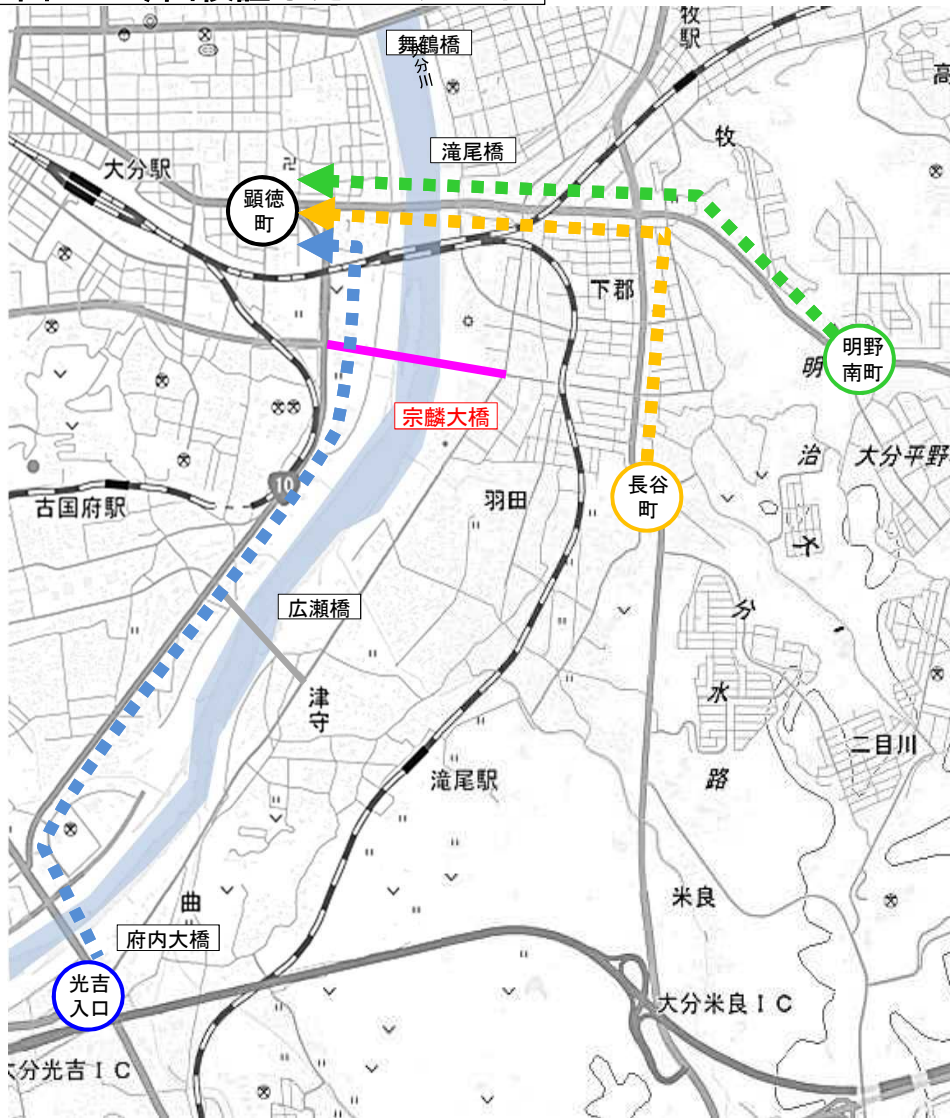 舞鶴橋
大分川
牧駅
高
牧
滝尾橋
大分駅
顕徳
町
下郡
明野
南町
明
治
大
分
水
路
宗麟大橋
大分平野
10
古国府駅
羽田
長谷
町
広瀬橋
津守
二目川
滝尾駅
曲
米良
府内大橋
光吉
入口
大分米良ＩＣ
分光吉ＩＣ